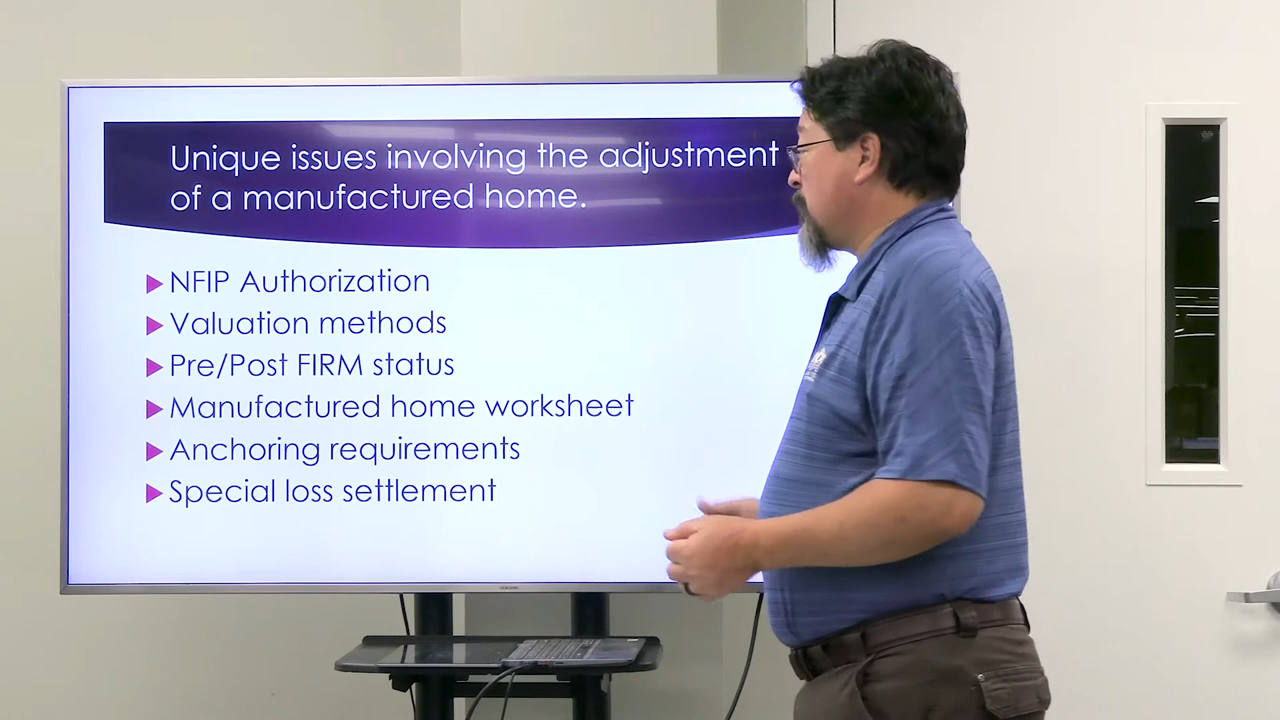 Unique issues involving the adjustment
of a manufactured home.
NFIP Authorization
Valuation methods
Pre/Post FIRM status
Manufactured home worksheet
Anchoring requirements
Special loss settlement
SAMSUNG